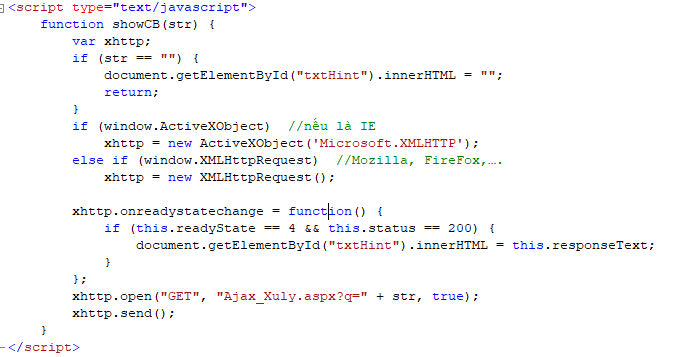 <script type="text/javascript">
function showCB(str) {
var xhttp;
if (str == "") {
document.getElementById("txtHint").innerHTML = "";
return;
}
if (window.ActiveXObject)  //nếu là IE
xhttp = new ActiveXObject('Microsoft.XMLHTTP');
else if (window.XMLHttpRequest)  //Mozilla, FireFox,….
xhttp = new XMLHttpRequest();
xhttp.onreadystatechange = function() {
if (this.readyState == 4 && this.status == 200) {
document.getElementById("txtHint").innerHTML = this.responseText;
}
};
xhttp.open("GET", "Ajax_Xuly.aspx?q=" + str, true);
xhttp.send();
}
</script>